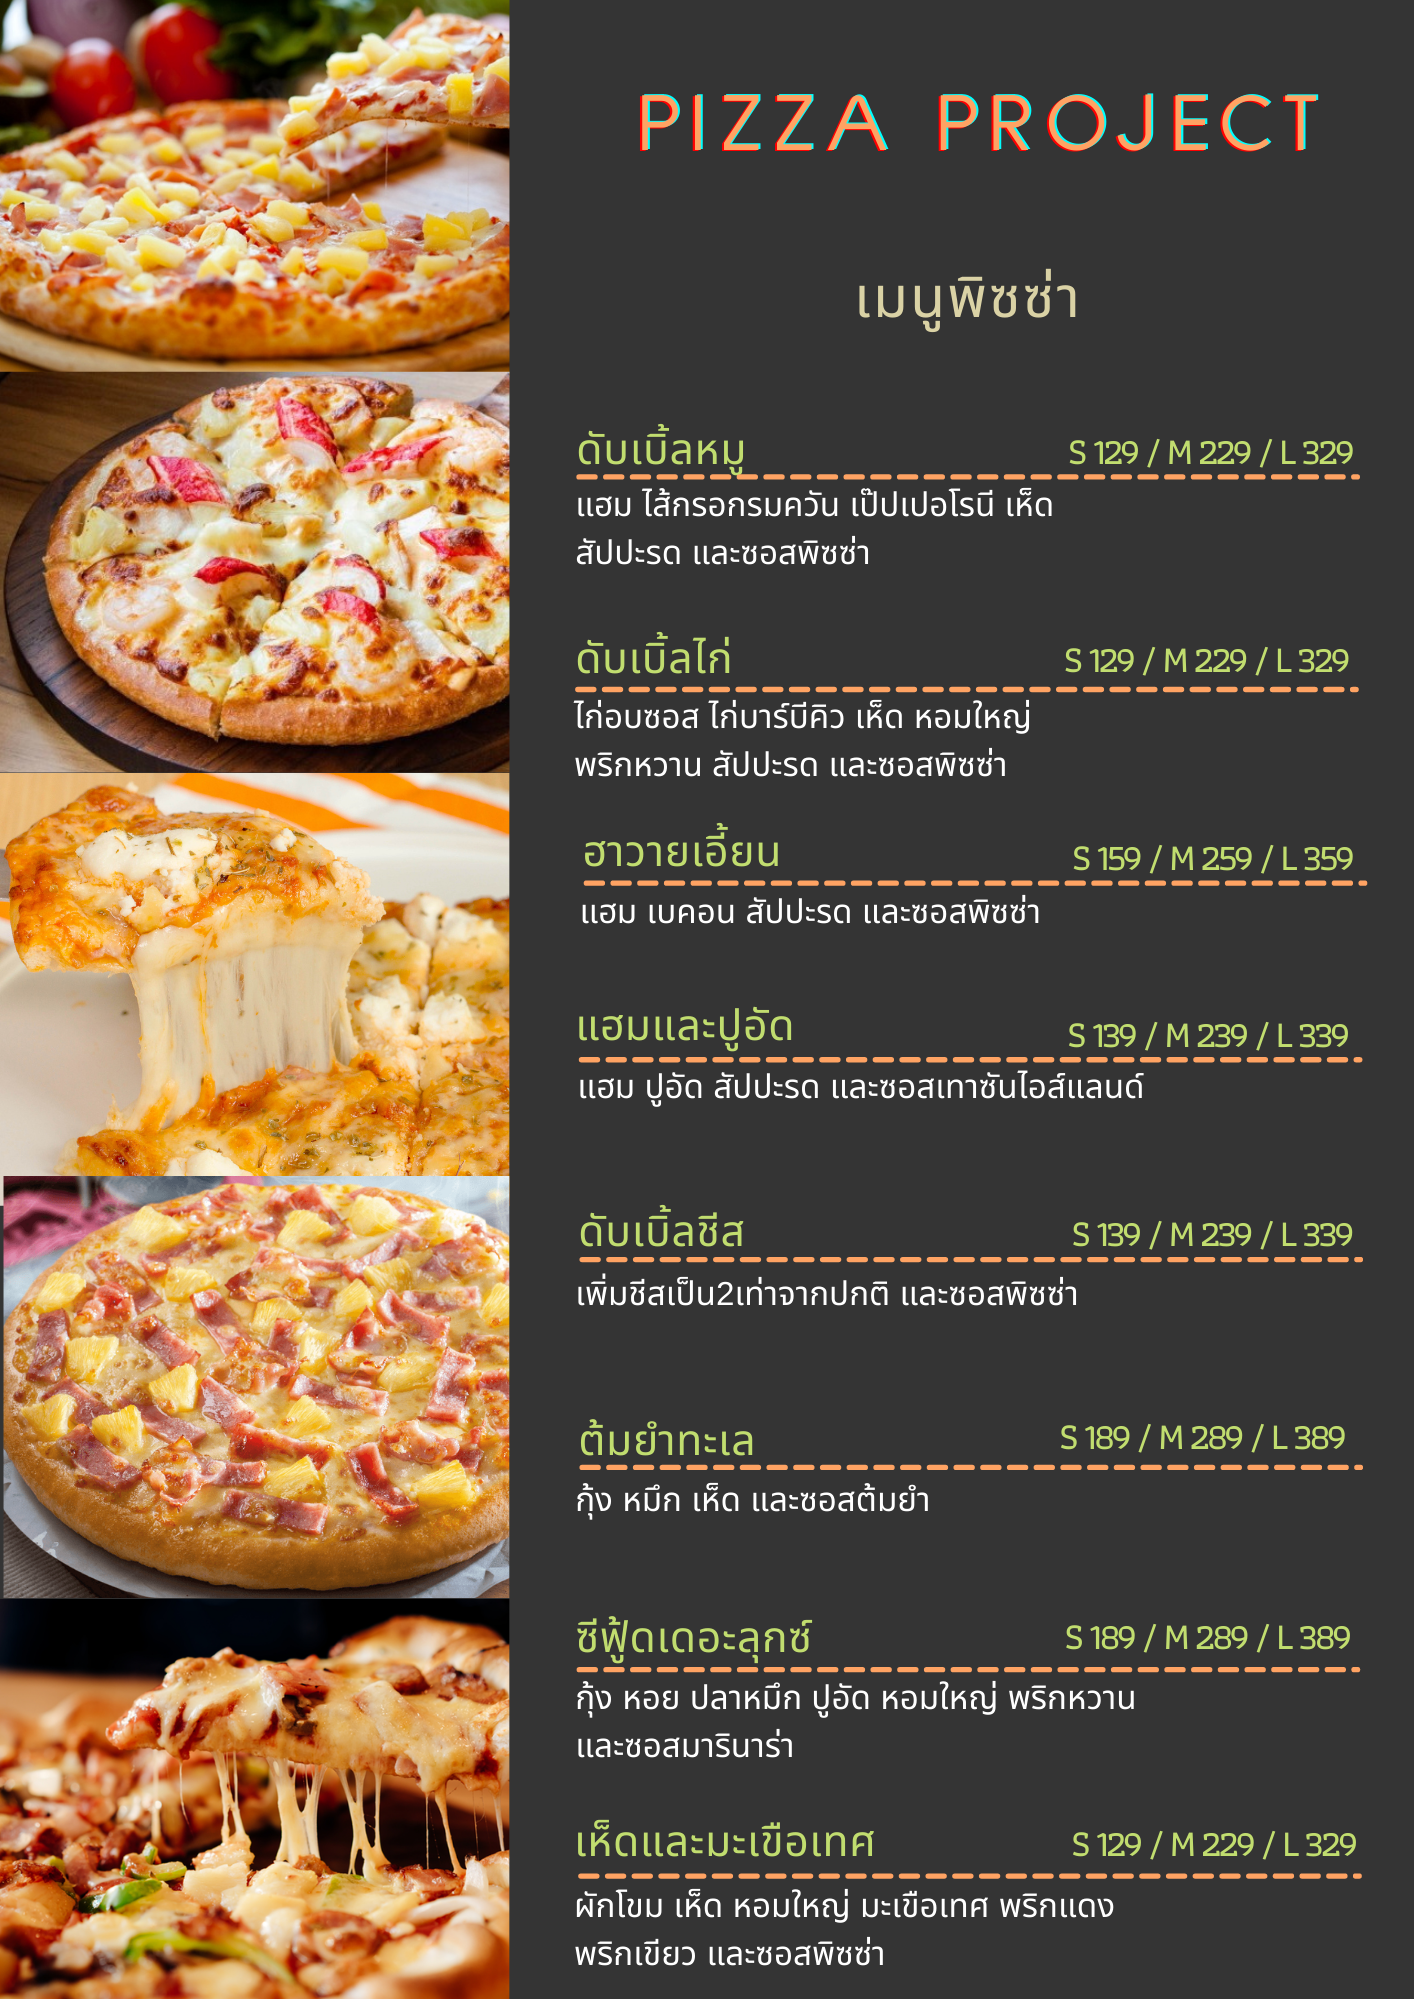 PIZZA PROJECT
เมนูพิซซ่า
ดับเบิ้ลหมู S 129 / M 229 / L 329
แฮม ไส้กรอกรมควัน เป๊ปเปอโรนี เห็ด
สัปปะรด และซอสพิซซ่า
ดับเบิ้ลไก่ S 129 / M 229 / L 329
ไก่อบซอส ไก่บาร์บีคิว เห็ด หอมใหญ่
พริกหวาน สัปปะรด และซอสพิซซ่า
ฮาวายเอี้ยน S 159 / M 259 / L 359
แฮม เบคอน สัปปะรด และซอสพิซซ่า
แฮมและปูอัด S 139 / M 239 / L 339
แฮม ปูอัด สัปปะรด และซอสเทาซันไอส์แลนด์
ดับเบิ้ลชีส S 139 / M 239 / L 339
เพิ่มชีสเป็น2เท่าจากปกติ และซอสพิซซ่า
ต้มยำทะเล S 189 / M 289 / L 389
กุ้ง หมึก เห็ด และซอสต้มยำ
ซีฟู้ดเดอะลุกซ์ S 189 / M 289 / L 389
กุ้ง หอย ปลาหมึก ปูอัด หอมใหญ่ พริกหวาน
และซอสมารินาร่า
เห็ดและมะเขือเทศ S 129 / M 229 / L 329
ผักโขม เห็ด หอมใหญ่ มะเขือเทศ พริกแดง
พริกเขียว และซอสพิซซ่า